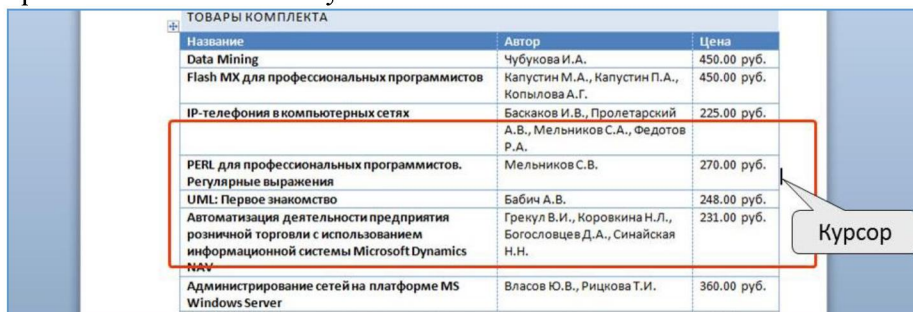 ТОВАРЫ КОМПЛЕКТА
Название Автор Цена
Data Mining Чубукова И.А. 450.00 руб.
Flash MX для профессиональных программистов Капустин М.А., Капустин П.А., 450.00 руб.
Копылова А.Г.
IP-телефония в компьютерных сетях Баскаков И.В., Пролетарский 225.00 руб.
А.В., Мельников С.А., Федотов
Р.А.
PERL для профессиональных программистов. Мельников С.В. 270.00 руб.
Регулярные выражения
UML: Первое знакомство Бабич А.В. 248.00 руб.
Автоматизация деятельности предприятия Грекул В.И., Коровкина Н.Л., 231.00 руб.
розничной торговли с использованием Богословцев Д.А., Синайская
информационной системы Microsoft Dynamics Н.Н.
NAV
Курсор
Администрирование сетей на платформе MS Власов Ю.В., Рицкова Т.И. 360.00 руб.
Windows Server